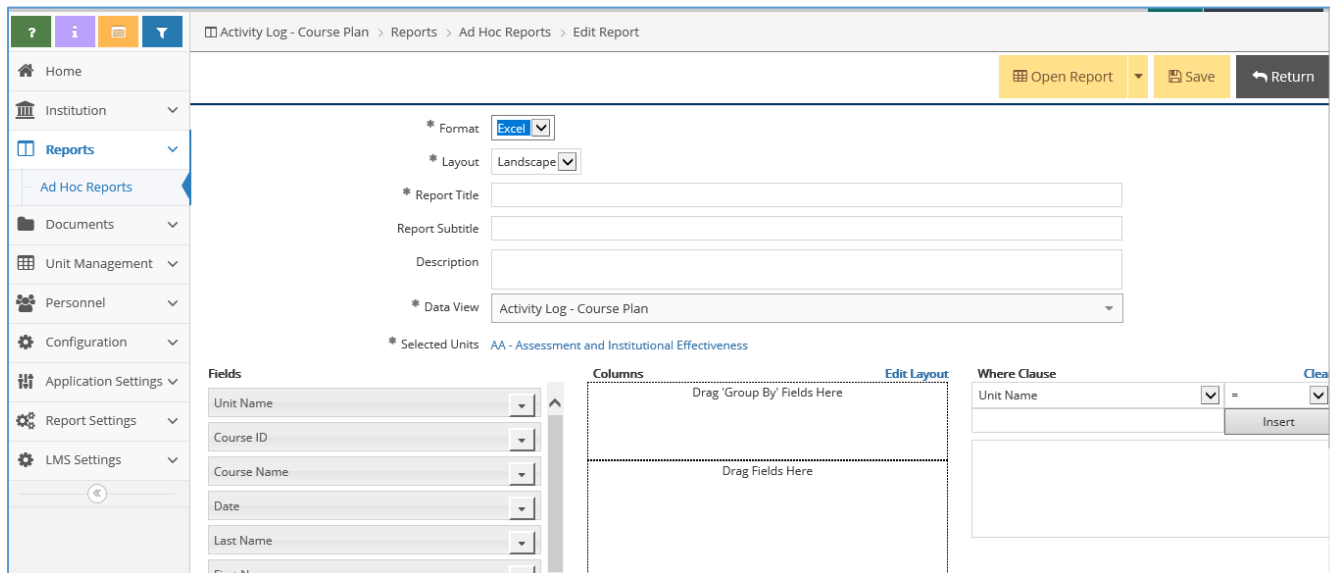 ? i
Activity Log - Course Plan > Reports > Ad Hoc Reports > Edit Report
Home
Institution
Reports
Ad Hoc Reports
Documents
Unit Management
Personnel
Configuration
Application Settings
Report Settings
LMS Settings
Open Report Save Return
* Format Excel
* Layout Landscape
* Report Title
Report Subtitle
Description
* Data View Activity Log - Course Plan
* Selected Units AA - Assessment and Institutional Effectiveness
Fields
Unit Name
Course ID
Course Name
Date
Last Name
Columns Edit Layout
Drag 'Group By' Fields Here
Drag Fields Here
Where Clause Clea
Unit Name =
Insert